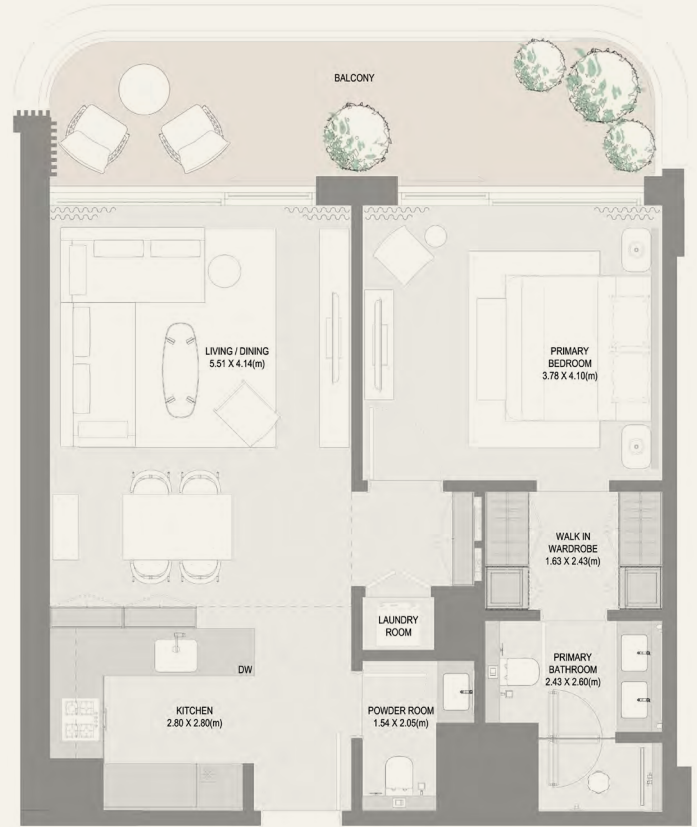 BALCONY
LIVING / DINING
5.51 X 4.14(m)
PRIMARY
BEDROOM
3.78 X 4.10(m)
WALK IN
WARDROBE
1.63 X 2.43(m)
LAUNDRY
ROOM
DW
PRIMARY
BATHROOM
2.43 X 2.60(m)
KITCHEN
2.80 X 2.80(m)
POWDER ROOM
1.54 X 2.05(m)